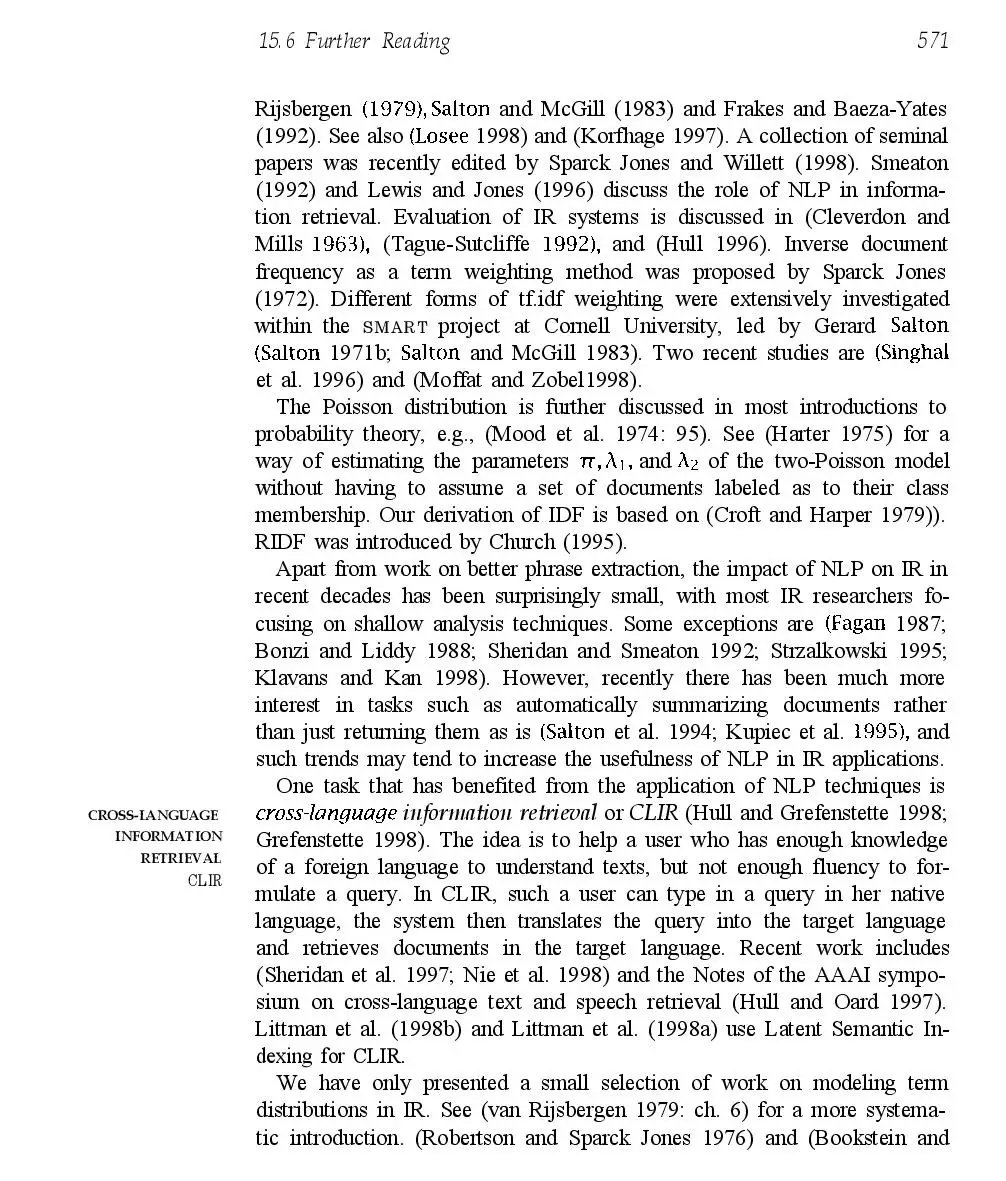 15.6 Further Reading 571
Rijsbergen (1979), Salton and McGill (1983) and Frakes and Baeza-Yates
(1992). See also (Losee 1998) and (Korfhage 1997). A collection of seminal
papers was recently edited by Sparck Jones and Willett (1998). Smeaton
(1992) and Lewis and Jones (1996) discuss the role of NLP in informa-
tion retrieval. Evaluation of IR systems is discussed in (Cleverdon and
Mills 1963), (Tague-Sutcliffe 1992), and (Hull 1996). Inverse document
frequency as a term weighting method was proposed by Sparck Jones
(1972). Different forms of tf.idf weighting were extensively investigated
within the SMART project at Cornell University, led by Gerard Salton
(Salton 1971b; Salton and McGill 1983). Two recent studies are (Singhal
et al. 1996) and (Moffat and Zobel1998).
The Poisson distribution is further discussed in most introductions to
probability theory, e.g., (Mood et al. 1974: 95). See (Harter 1975) for a
way of estimating the parameters π, λ₁, and λ₂ of the two-Poisson model
without having to assume a set of documents labeled as to their class
membership. Our derivation of IDF is based on (Croft and Harper 1979)).
RIDF was introduced by Church (1995).
Apart from work on better phrase extraction, the impact of NLP on IR in
recent decades has been surprisingly small, with most IR researchers fo-
cusing on shallow analysis techniques. Some exceptions are (Fagan 1987;
Bonzi and Liddy 1988; Sheridan and Smeaton 1992; Strzalkowski 1995;
Klavans and Kan 1998). However, recently there has been much more
interest in tasks such as automatically summarizing documents rather
than just returning them as is (Salton et al. 1994; Kupiec et al. 1995), and
such trends may tend to increase the usefulness of NLP in IR applications.
One task that has benefited from the application of NLP techniques is
CROSS-LANGUAGE
INFORMATION
RETRIEVAL
CLIR
cross-language information retrieval or CLIR (Hull and Grefenstette 1998;
Grefenstette 1998). The idea is to help a user who has enough knowledge
of a foreign language to understand texts, but not enough fluency to for-
mulate a query. In CLIR, such a user can type in a query in her native
language, the system then translates the query into the target language
and retrieves documents in the target language. Recent work includes
(Sheridan et al. 1997; Nie et al. 1998) and the Notes of the AAAI sympo-
sium on cross-language text and speech retrieval (Hull and Oard 1997).
Littman et al. (1998b) and Littman et al. (1998a) use Latent Semantic In-
dexing for CLIR.
We have only presented a small selection of work on modeling term
distributions in IR. See (van Rijsbergen 1979: ch. 6) for a more systema-
tic introduction. (Robertson and Sparck Jones 1976) and (Bookstein and